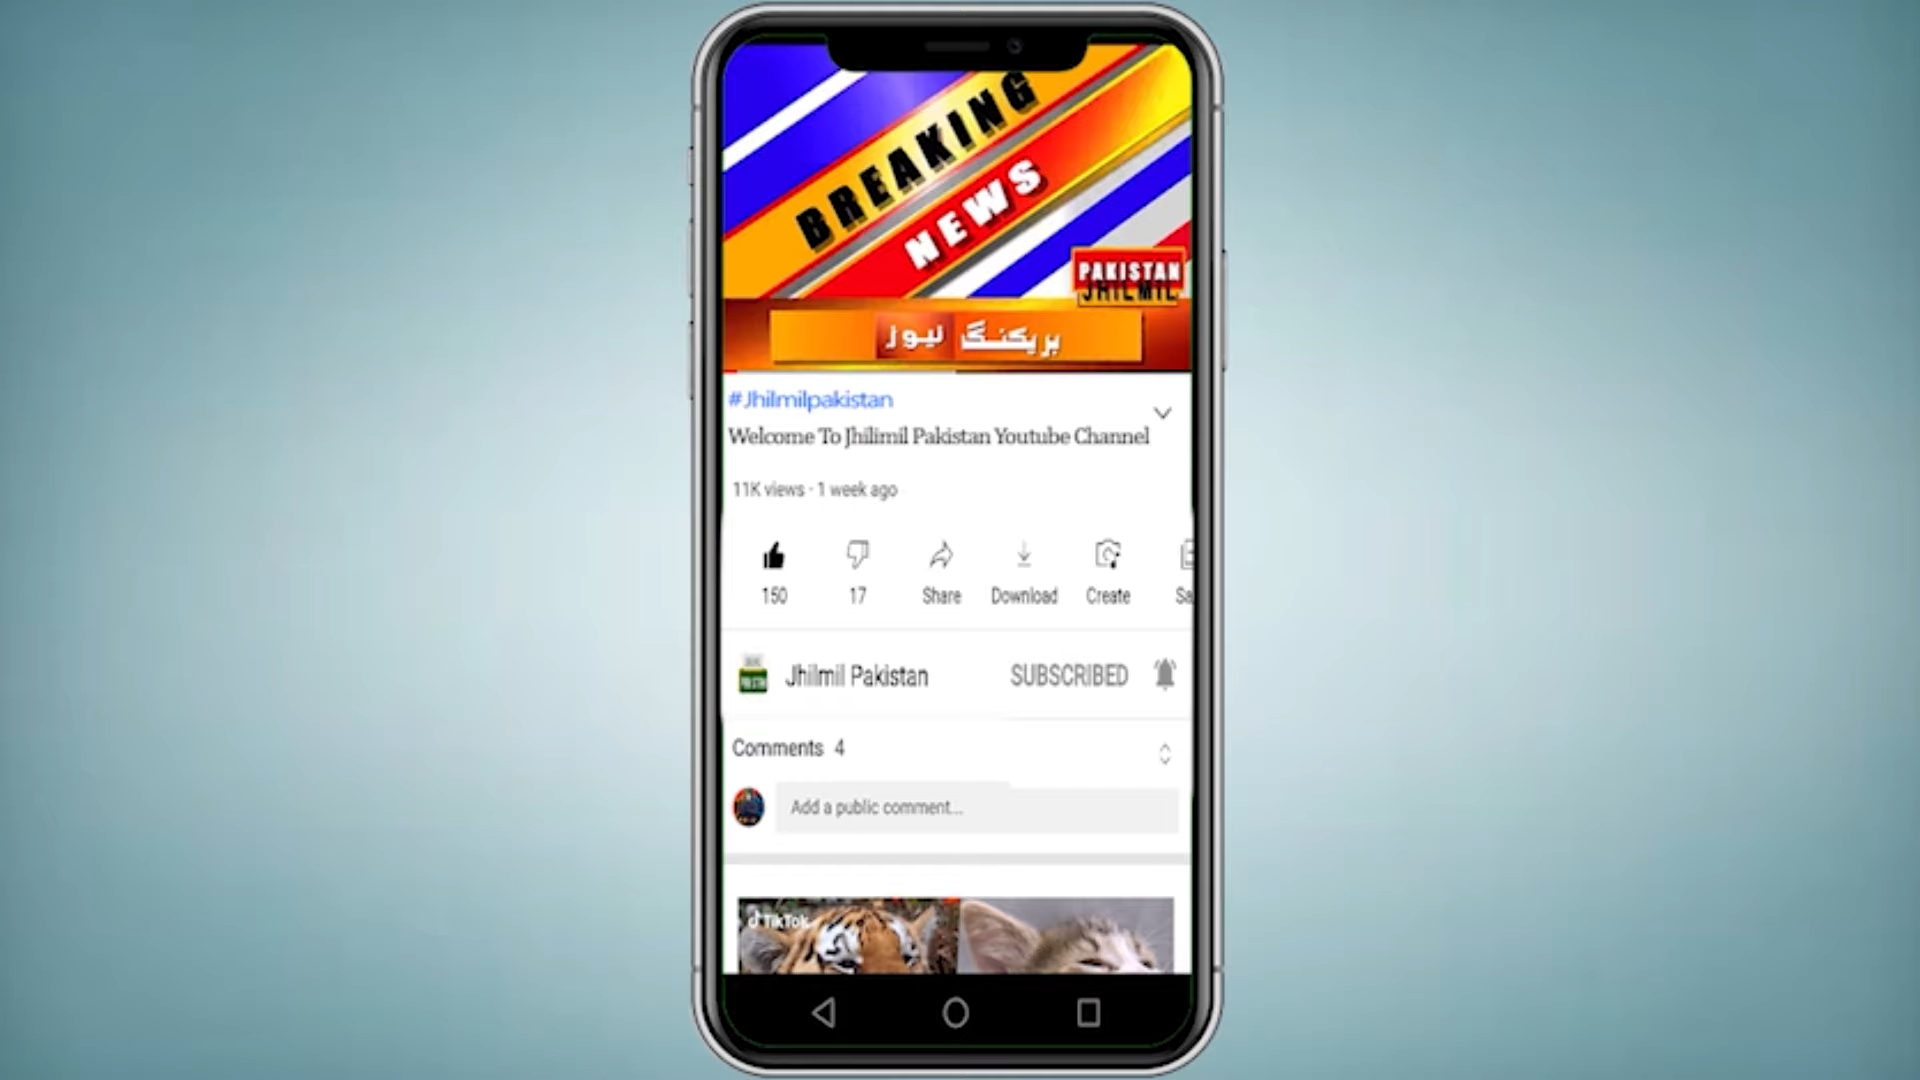 BREAKING
NEWS
PAKISTAN
JHILMIL
بریکنگ نیوز
#Jhilmilpakistan
Welcome To Jhilimil Pakistan Youtube Channel
11K views · 1 week ago
150
17
Share
Download
Create
Sa
Jhilmil Pakistan
SUBSCRIBED
Comments 4
Add a public comment...
TikTok